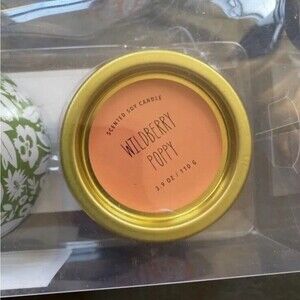 SCENTED SOY CANDLE
WILDBERRY
POPPY
3.9 OZ / 110 G